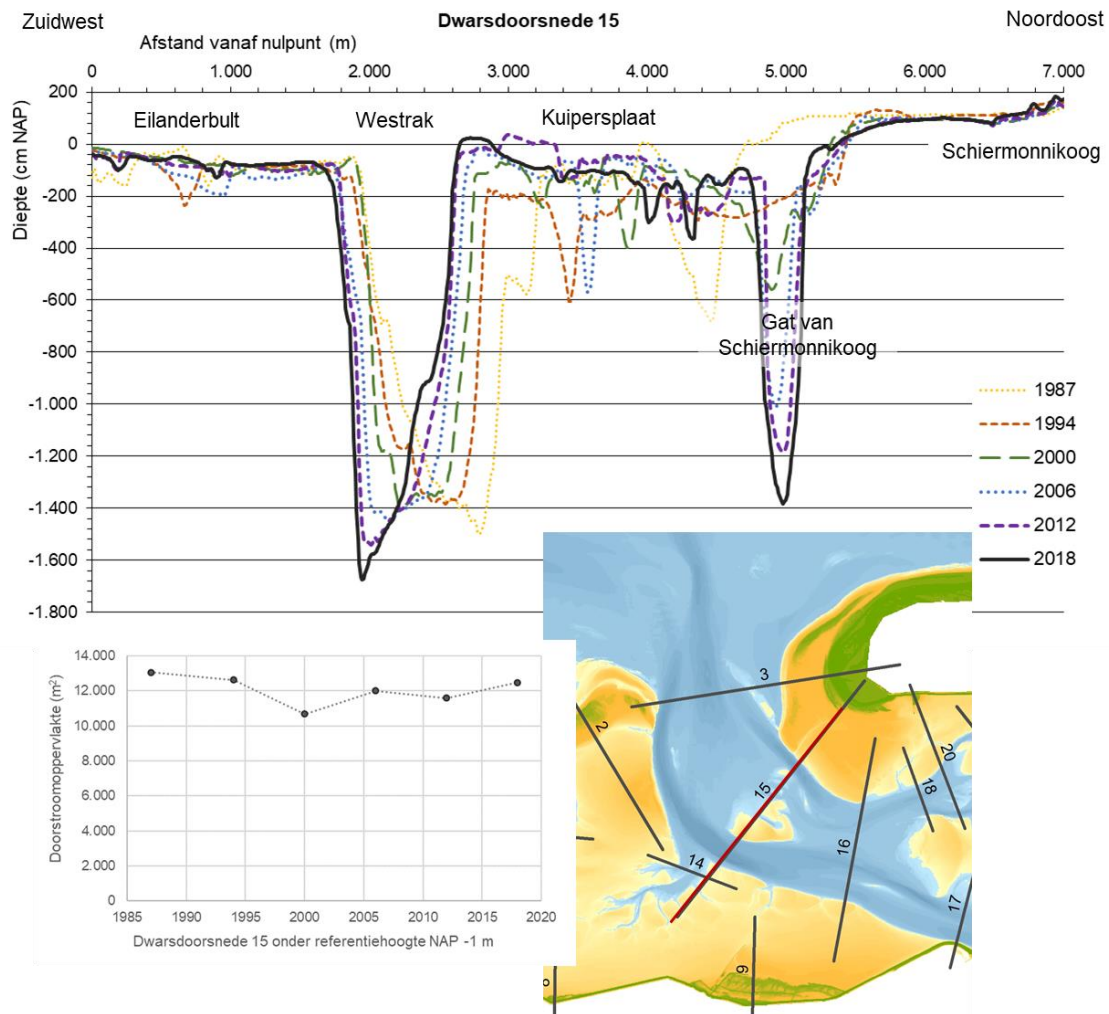 Zuidwest
Dwarsdoorsnede 15
Noordoost
Afstand vanaf nulpunt (m)
0 1.000 2.000 3.000 4.000 5.000 6.000 7.000
Diepte (cm NAP)
200
0
-200
-400
-600
-800
-1.000
-1.200
-1.400
-1.600
-1.800
Eilanderbult
Westrak
Kuipersplaat
Schiermonnikoog
Gat van
Schiermonnikoog
1987
1994
2000
2006
2012
2018
Doorstroomoppervlakte (m²)
14.000
12.000
10.000
8.000
6.000
4.000
2.000
0
1985 1990 1995 2000 2005 2010 2015 2020
Dwarsdoorsnede 15 onder referentiehoogte NAP -1 m
3
2
15
20
18
14
16
17
9